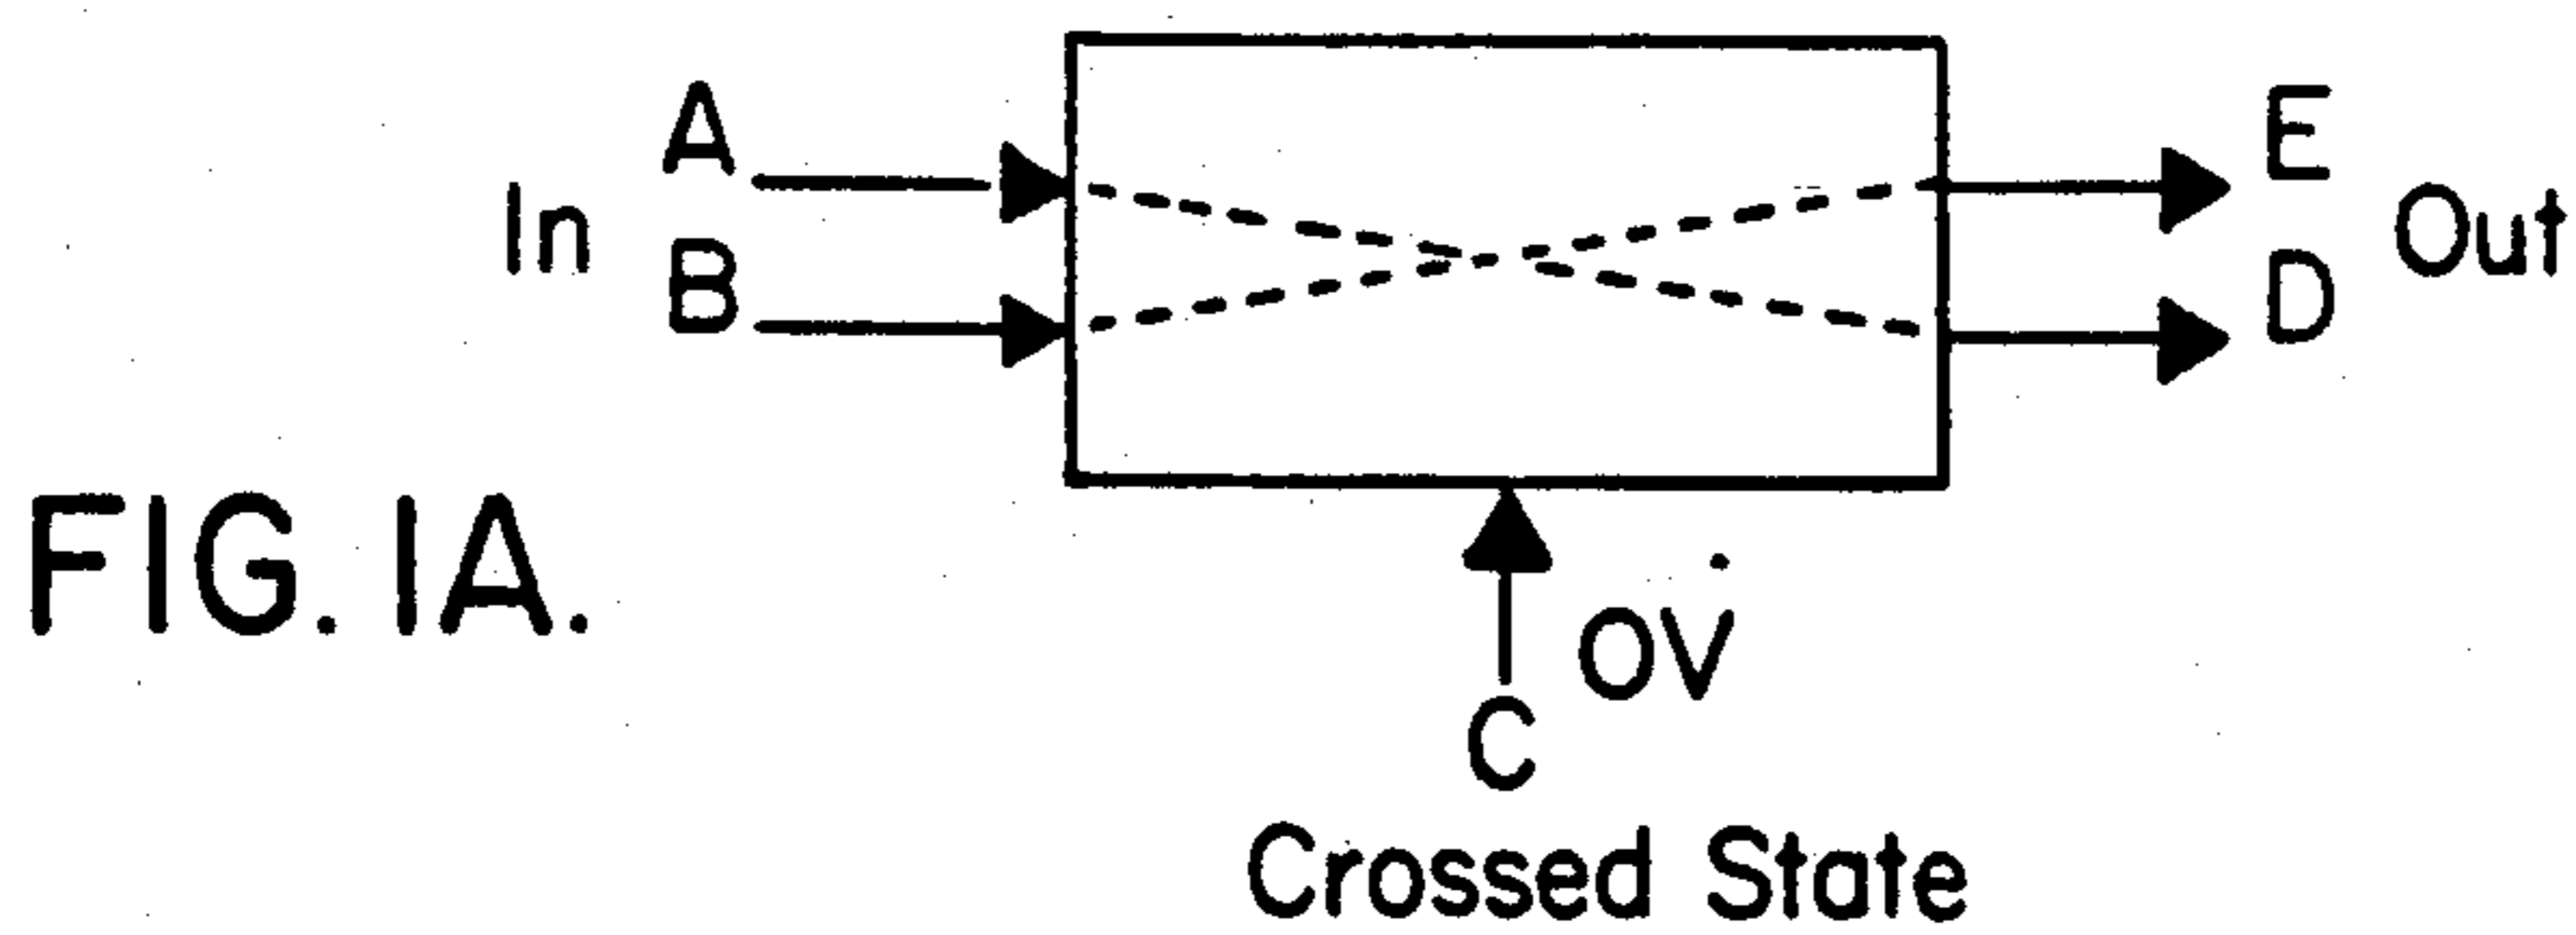 A
E
In
Out
B
D
FIG. 1A.
OV
C
Crossed State